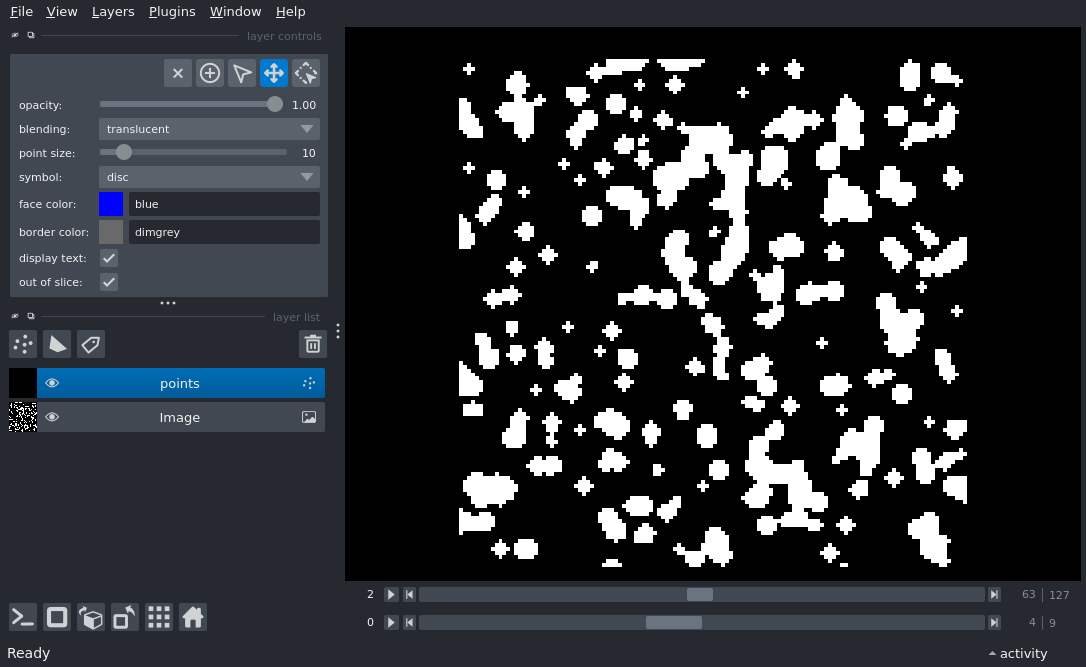 File View Layers Plugins Window Help
layer controls
opacity: 1.00
blending: translucent
point size: 10
symbol: disc
face color: blue
border color: dimgrey
display text:
out of slice:
layer list
points
Image
2 63 127
0 4 9
Ready activity